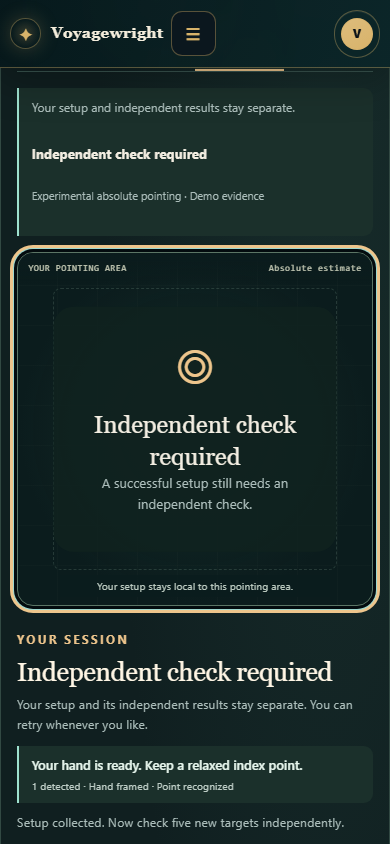 Voyagewright
V
Your setup and independent results stay separate.
Independent check required
Experimental absolute pointing · Demo evidence
YOUR POINTING AREA
Absolute estimate
Independent check
required
A successful setup still needs an
independent check.
Your setup stays local to this pointing area.
YOUR SESSION
Independent check required
Your setup and its independent results stay separate. You can
retry whenever you like.
Your hand is ready. Keep a relaxed index point.
1 detected · Hand framed · Point recognized
Setup collected. Now check five new targets independently.